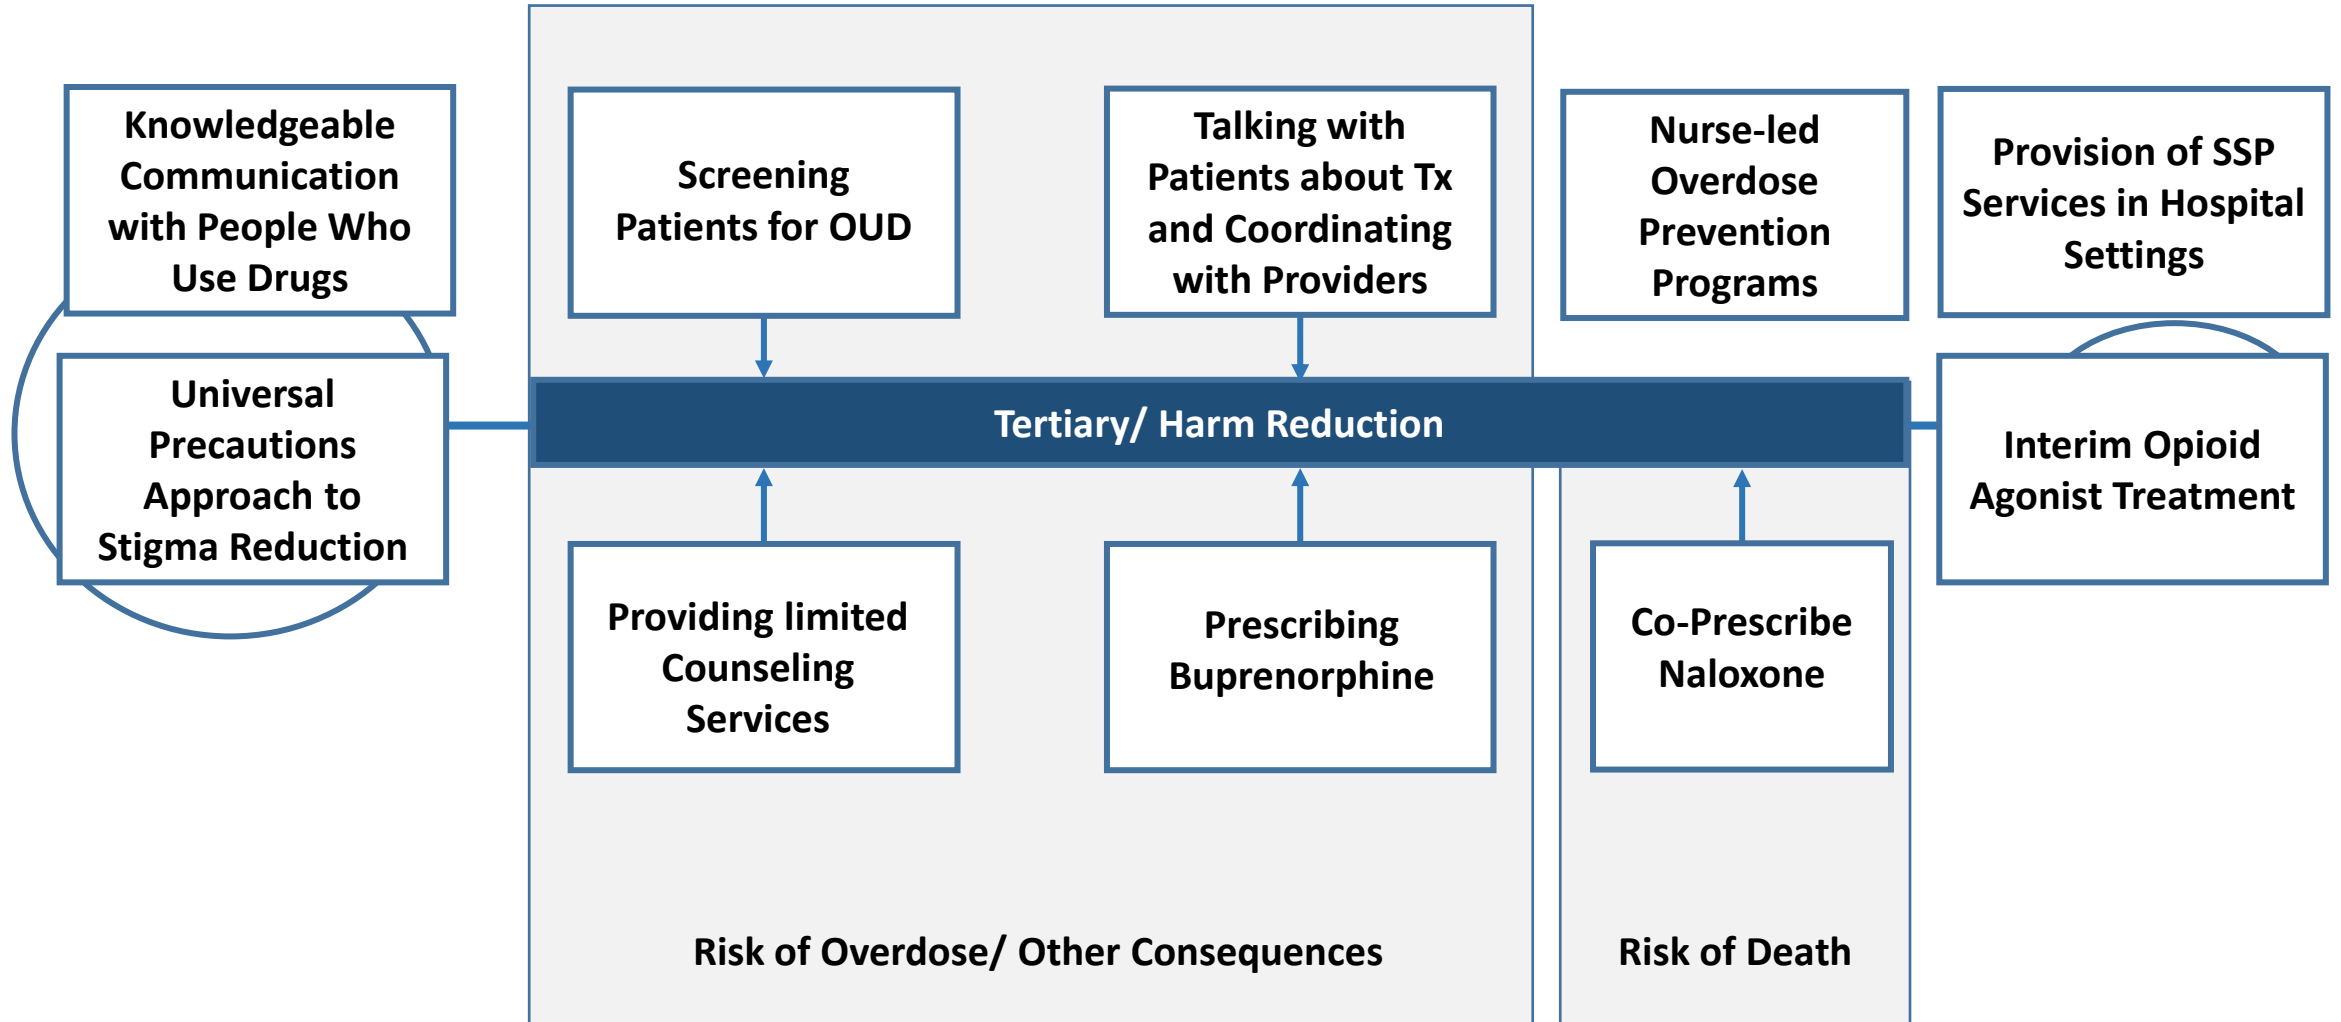 Knowledgeable
Communication
with People Who
Use Drugs
Screening
Patients for OUD
Talking with
Patients about Tx
and Coordinating
with Providers
Nurse-led
Overdose
Prevention
Programs
Provision of SSP
Services in Hospital
Settings
Universal
Precautions
Approach to
Stigma Reduction
Tertiary/ Harm Reduction
Interim Opioid
Agonist Treatment
Providing limited
Counseling
Services
Prescribing
Buprenorphine
Co-Prescribe
Naloxone
Risk of Overdose/ Other Consequences
Risk of Death